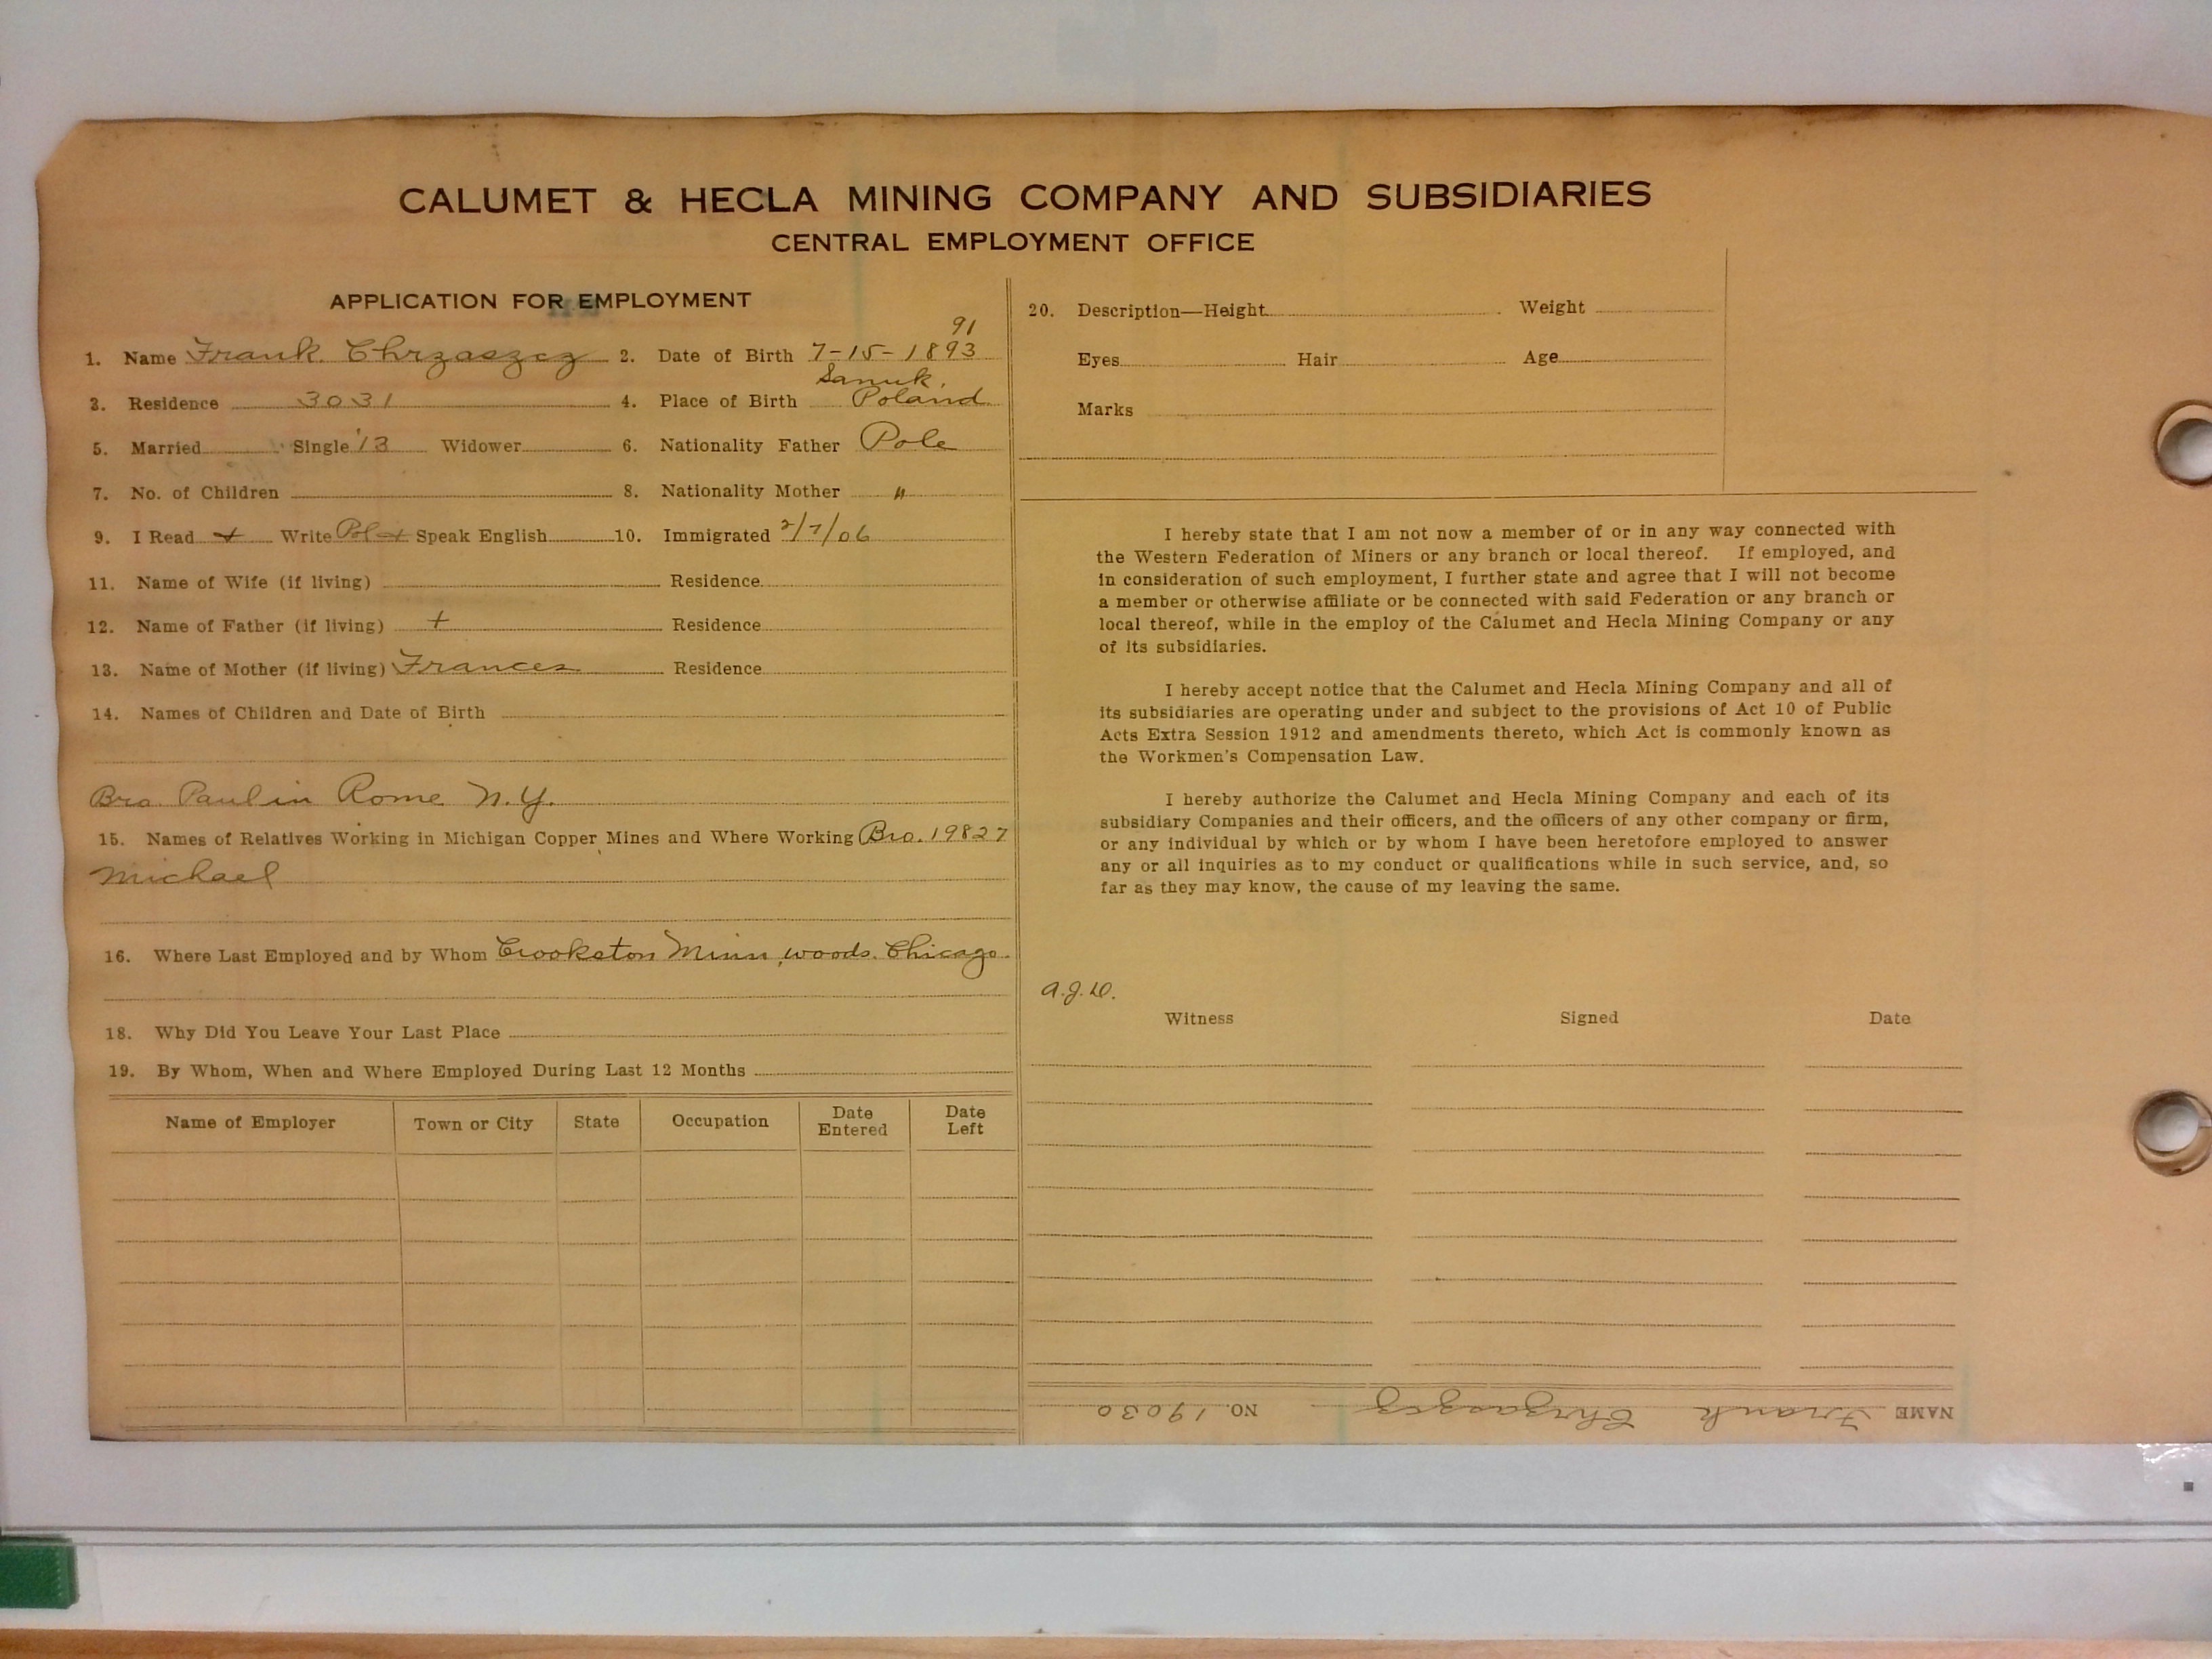 CALUMET & HECLA MINING COMPANY AND SUBSIDIARIES
CENTRAL EMPLOYMENT OFFICE
APPLICATION FOR EMPLOYMENT
91
1. Name Frank Chrzaszcz 2. Date of Birth 7-15-1893
Sanuk,
3. Residence 3031 4. Place of Birth Poland
5. Married Single '13 Widower 6. Nationality Father Pole
7. No. of Children 8. Nationality Mother "
9. I Read + Write Pol + Speak English 10. Immigrated 2/7/06
11. Name of Wife (if living) Residence
12. Name of Father (if living) + Residence
13. Name of Mother (if living) Frances Residence
14. Names of Children and Date of Birth
Bro. Paul in Rome N.Y.
15. Names of Relatives Working in Michigan Copper Mines and Where Working Bro. 19827
Michael
16. Where Last Employed and by Whom Crookston Minn, woods. Chicago.
18. Why Did You Leave Your Last Place
19. By Whom, When and Where Employed During Last 12 Months
Name of Employer Town or City State Occupation Date Entered Date Left
20. Description—Height Weight
Eyes Hair Age
Marks
I hereby state that I am not now a member of or in any way connected with
the Western Federation of Miners or any branch or local thereof. If employed, and
in consideration of such employment, I further state and agree that I will not become
a member or otherwise affiliate or be connected with said Federation or any branch or
local thereof, while in the employ of the Calumet and Hecla Mining Company or any
of its subsidiaries.
I hereby accept notice that the Calumet and Hecla Mining Company and all of
its subsidiaries are operating under and subject to the provisions of Act 10 of Public
Acts Extra Session 1912 and amendments thereto, which Act is commonly known as
the Workmen's Compensation Law.
I hereby authorize the Calumet and Hecla Mining Company and each of its
subsidiary Companies and their officers, and the officers of any other company or firm,
or any individual by which or by whom I have been heretofore employed to answer
any or all inquiries as to my conduct or qualifications while in such service, and, so
far as they may know, the cause of my leaving the same.
a.g.w.
Witness Signed Date
NAME Frank Chrzaszcz NO. 19030